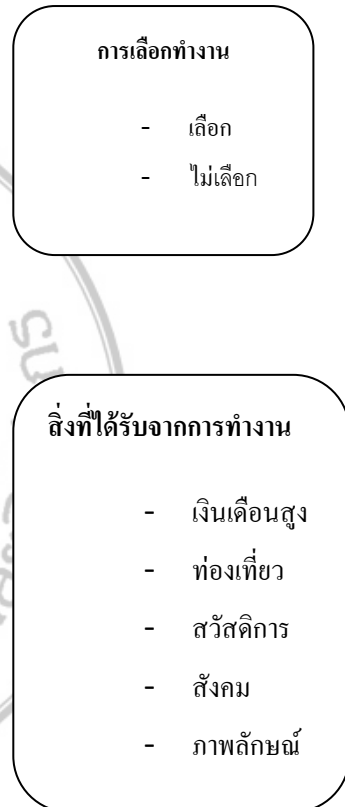 การเลือกทำงาน
- เลือก
- ไม่เลือก
สิ่งที่ได้รับจากการทำงาน
- เงินเดือนสูง
- ท่องเที่ยว
- สวัสดิการ
- สังคม
- ภาพลักษณ์